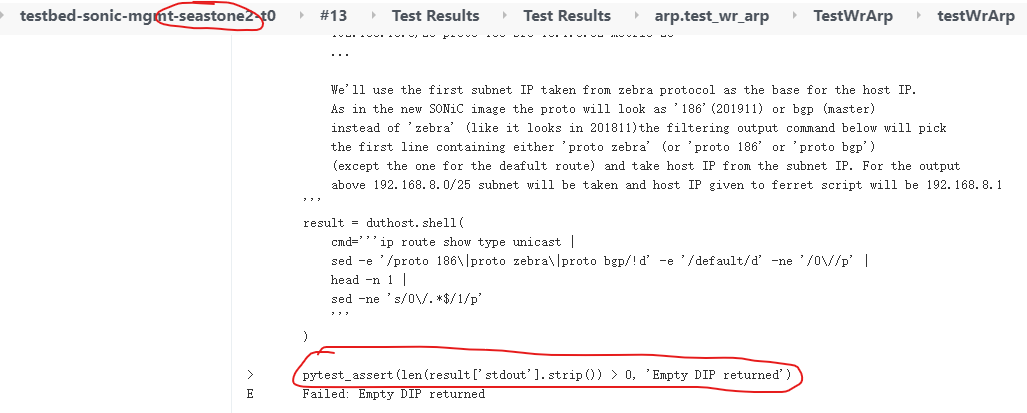 testbed-sonic-mgmt-seastone2-t0 #13 Test Results Test Results arp.test_wr_arp TestWrArp testWrArp
...
We'll use the first subnet IP taken from zebra protocol as the base for the host IP.
As in the new SONiC image the proto will look as '186'(201911) or bgp (master)
instead of 'zebra' (like it looks in 201811)the filtering output command below will pick
the first line containing either 'proto zebra' (or 'proto 186' or 'proto bgp')
(except the one for the deafult route) and take host IP from the subnet IP. For the output
above 192.168.8.0/25 subnet will be taken and host IP given to ferret script will be 192.168.8.1
'''
result = duthost.shell(
cmd='''ip route show type unicast |
sed -e '/proto 186\|proto zebra\|proto bgp/!d' -e '/default/d' -ne '/0\//p' |
head -n 1 |
sed -ne 's/0\/.*$/1/p'
'''
)
> pytest_assert(len(result['stdout'].strip()) > 0, 'Empty DIP returned')
E Failed: Empty DIP returned